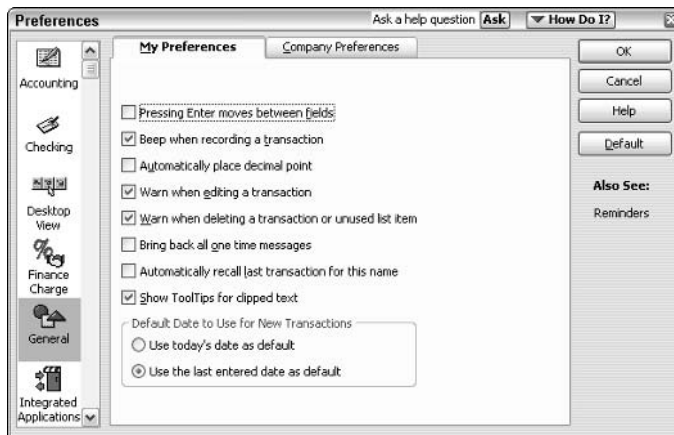 Preferences
Ask a help question Ask
How Do I?
Accounting
Checking
Desktop
View
Finance
Charge
General
Integrated
Applications
My Preferences
Company Preferences
Pressing Enter moves between fields
Beep when recording a transaction
Automatically place decimal point
Warn when editing a transaction
Warn when deleting a transaction or unused list item
Bring back all one time messages
Automatically recall last transaction for this name
Show ToolTips for clipped text
Default Date to Use for New Transactions
Use today's date as default
Use the last entered date as default
OK
Cancel
Help
Default
Also See:
Reminders